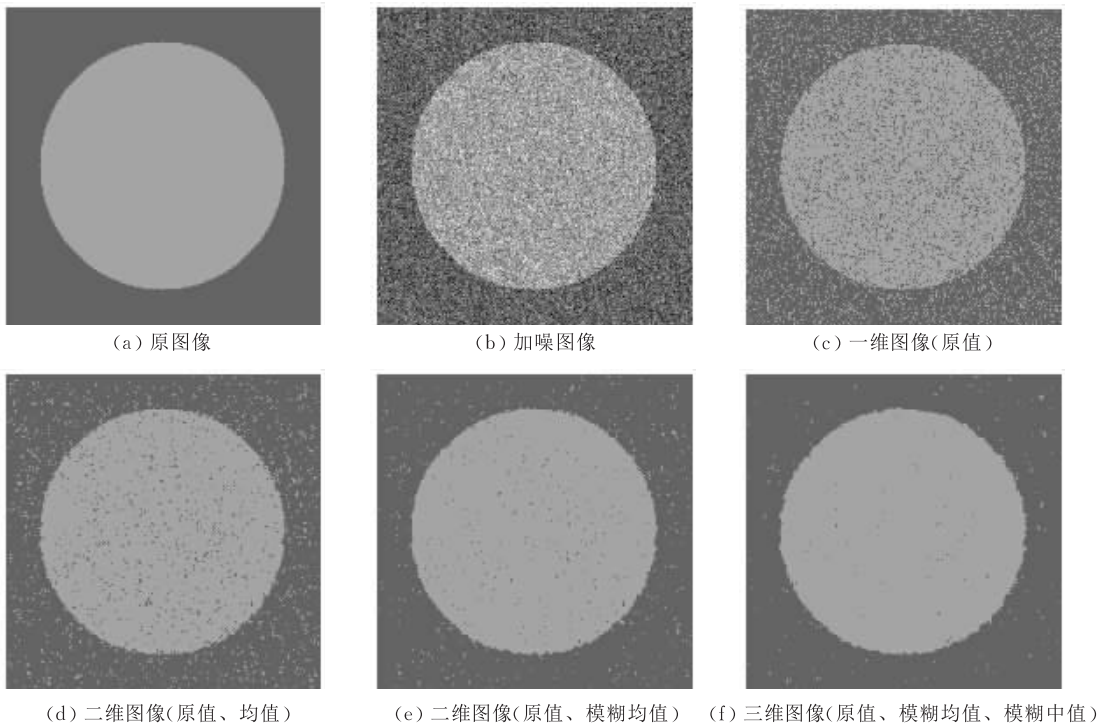 (a) 原图像
(b) 加噪图像
(c) 一维图像(原值)
(d) 二维图像(原值、均值)
(e) 二维图像(原值、模糊均值)
(f) 三维图像(原值、模糊均值、模糊中值)